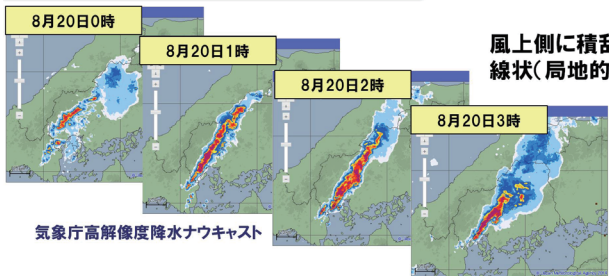 8月20日0時
8月20日1時
8月20日2時
8月20日3時
風上側に積乱
線状(局地的
気象庁高解像度降水ナウキャスト